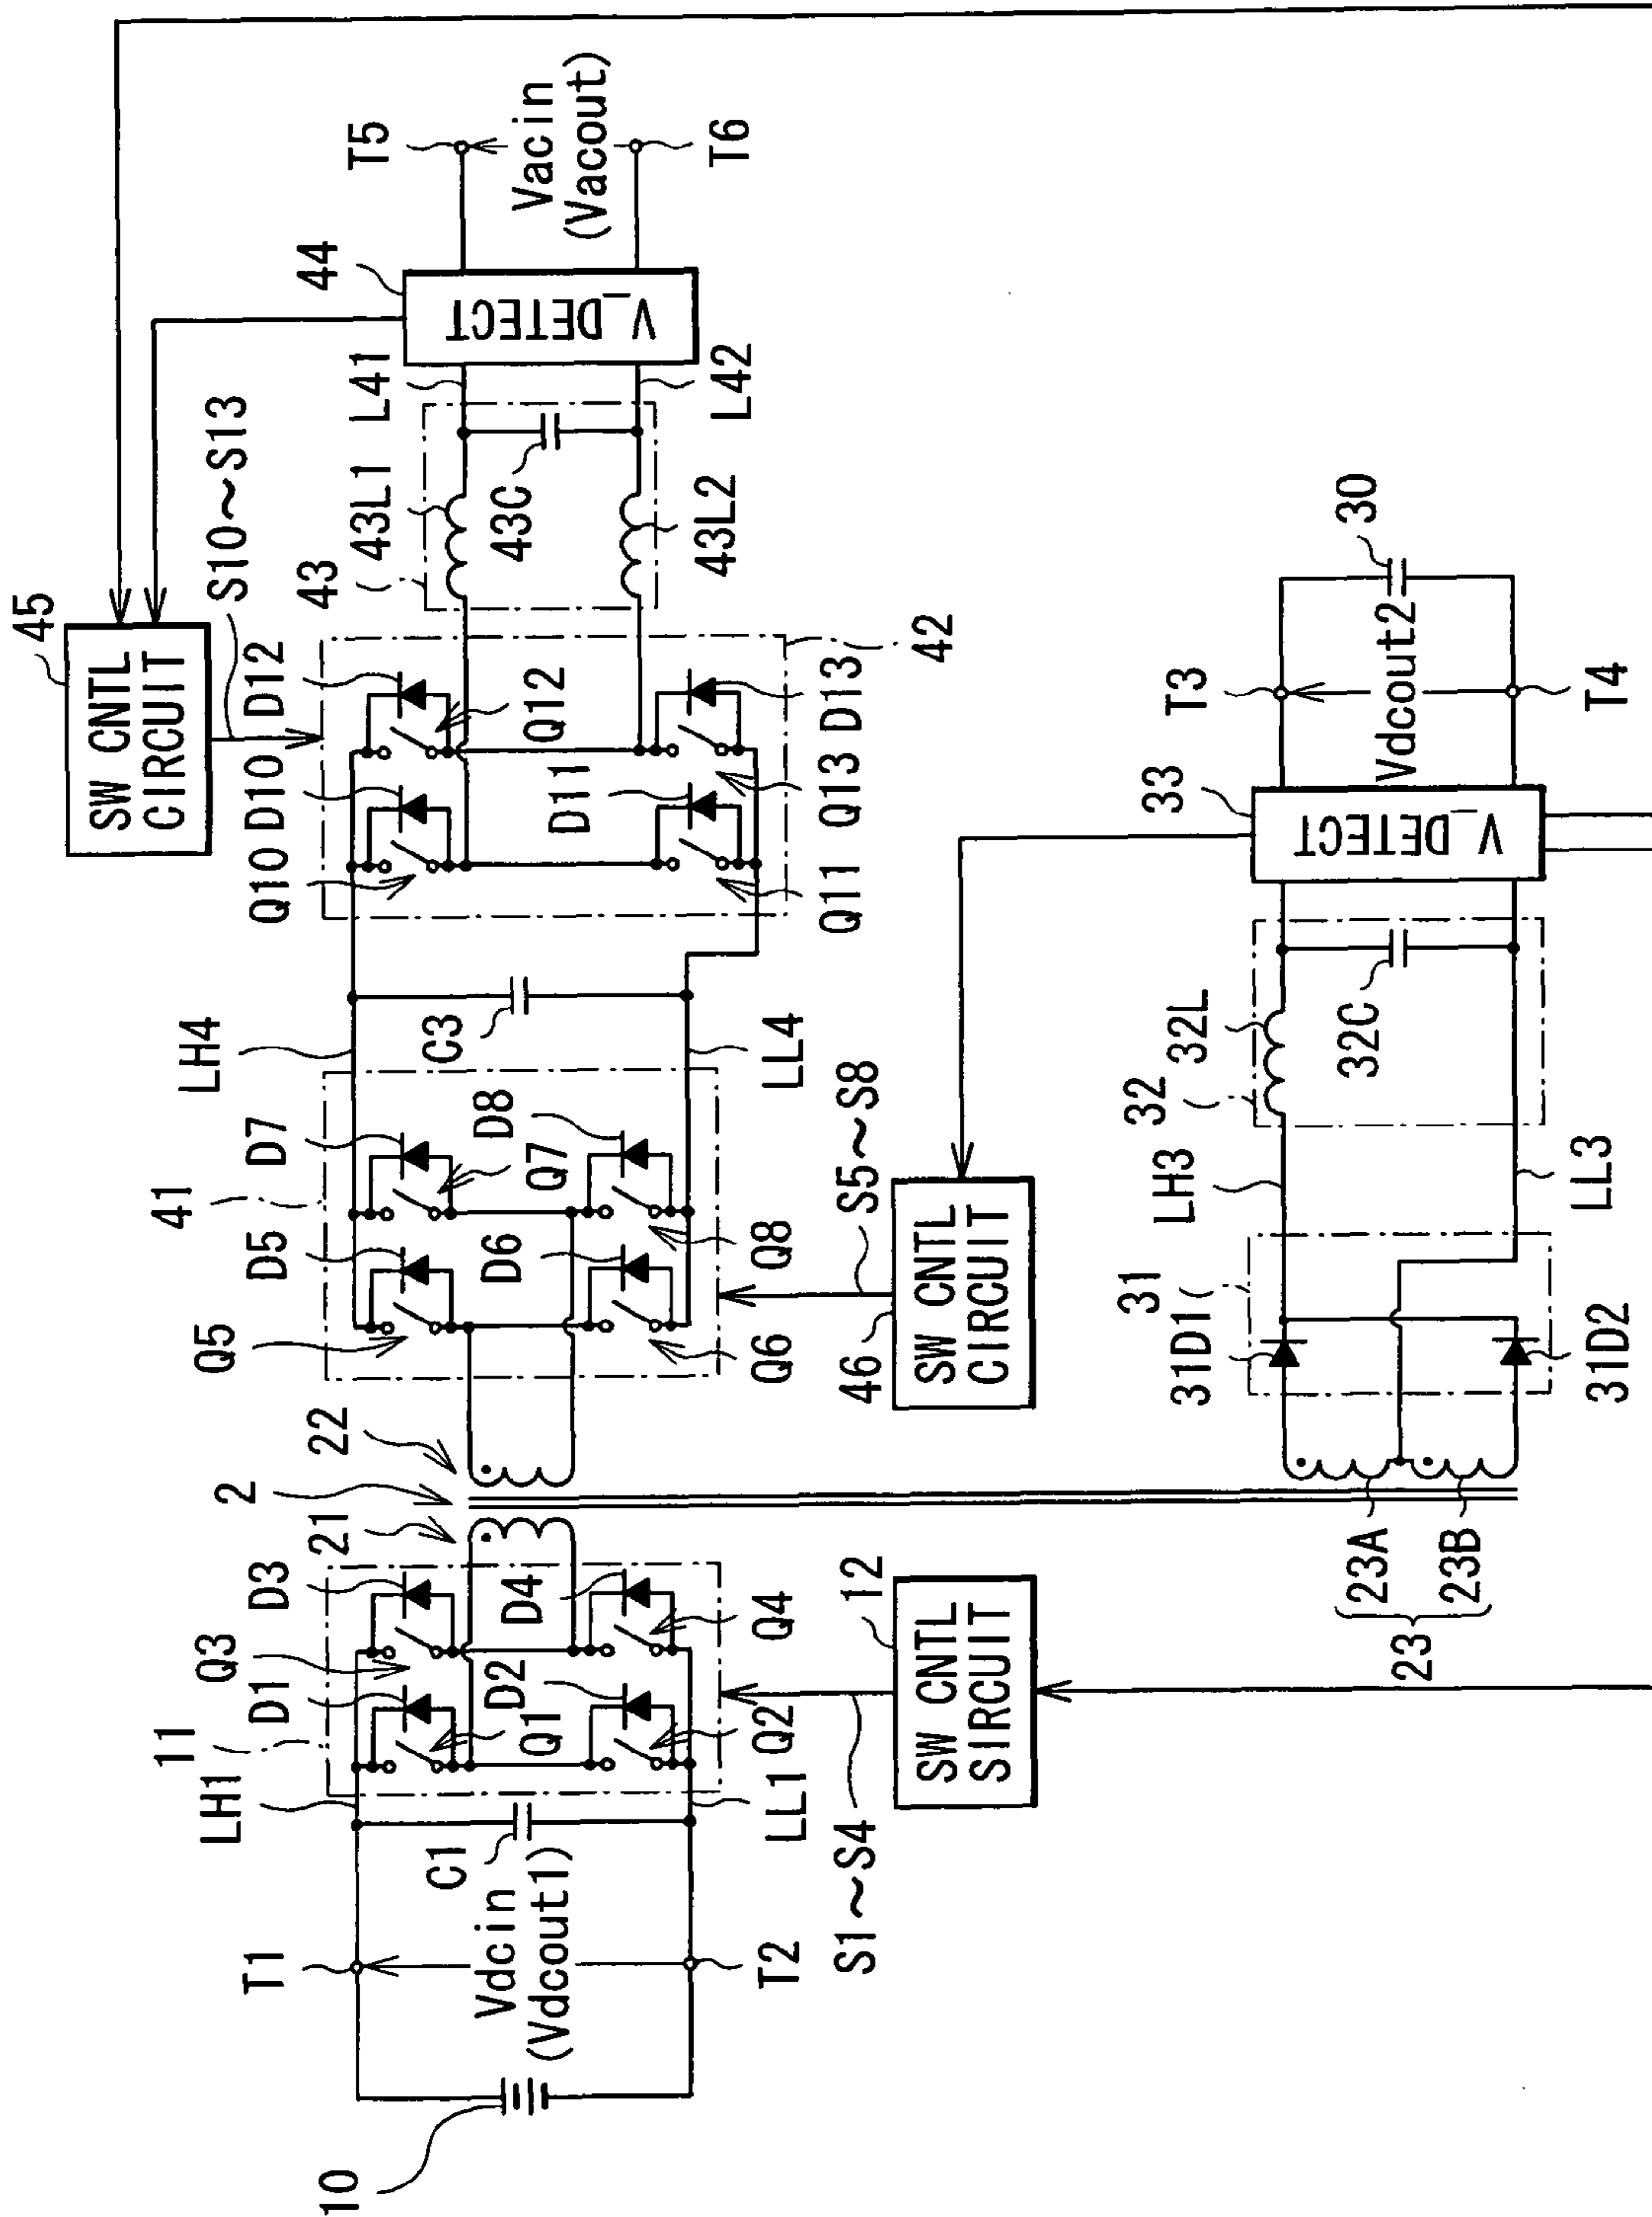 45
SW CNTL
CIRCUIT
S10~S13
44
T5
V_DETECT
Vacin
(Vacout)
T6
L41
L42
43
43L1
43C
43L2
42
D12
Q12
D10
Q10
D11
D13
Q13
Q11
LH4
C3
LL4
41
D7
D8
Q7
D5
D6
Q5
Q8
Q6
S5~S8
46
SW CNTL
CIRCUIT
22
2
21
11
D3
Q3
D4
Q4
D1
D2
Q1
Q2
LH1
C1
LL1
T1
Vdcin
(Vdcout1)
T2
10
12
SW CNTL
SIRCUIT
S1~S4
30
T3
Vdcout2
T4
33
V_DETECT
32
32L
32C
LH3
LL3
31
31D1
31D2
23A
23B
23